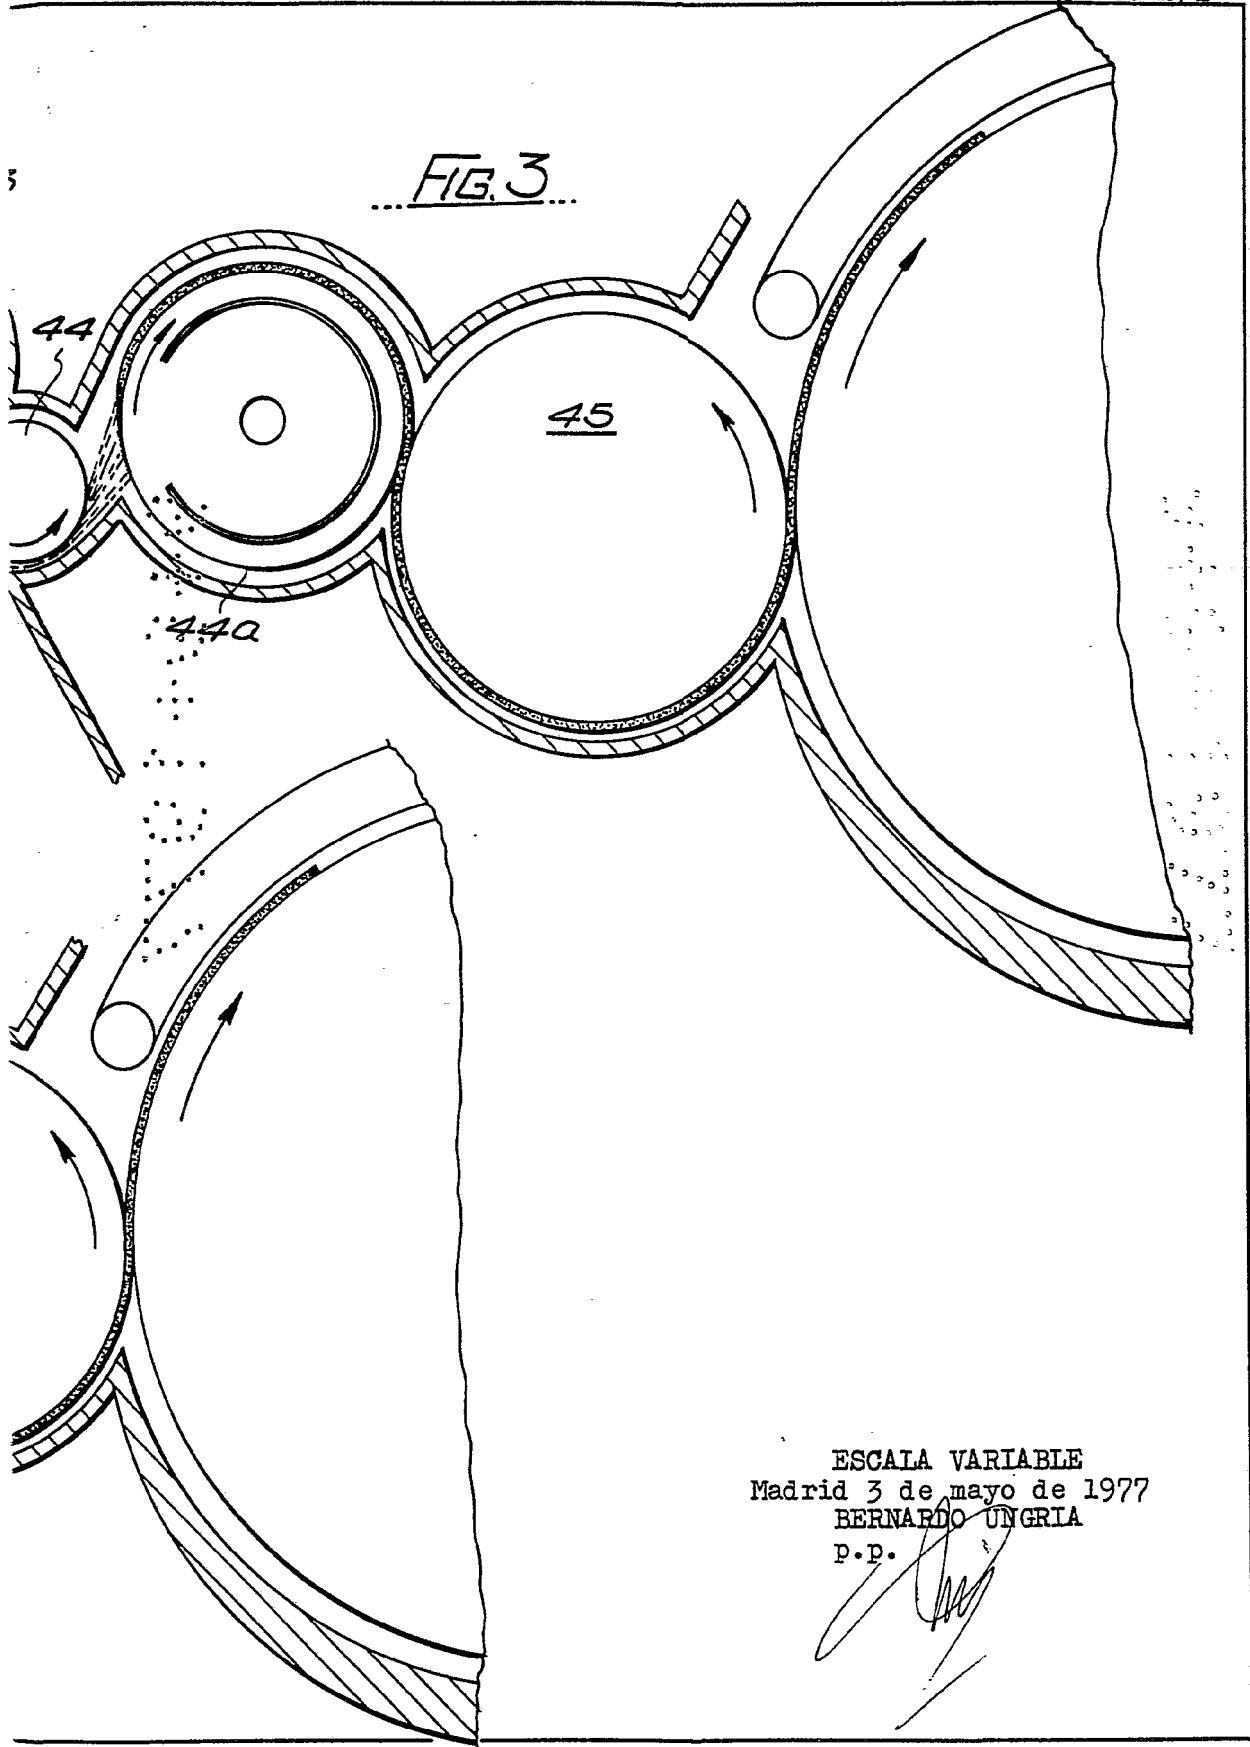 FIG. 3
44
45
44a
ESCALA VARIABLE
Madrid 3 de mayo de 1977
BERNARDO UNGRIA
p.p.